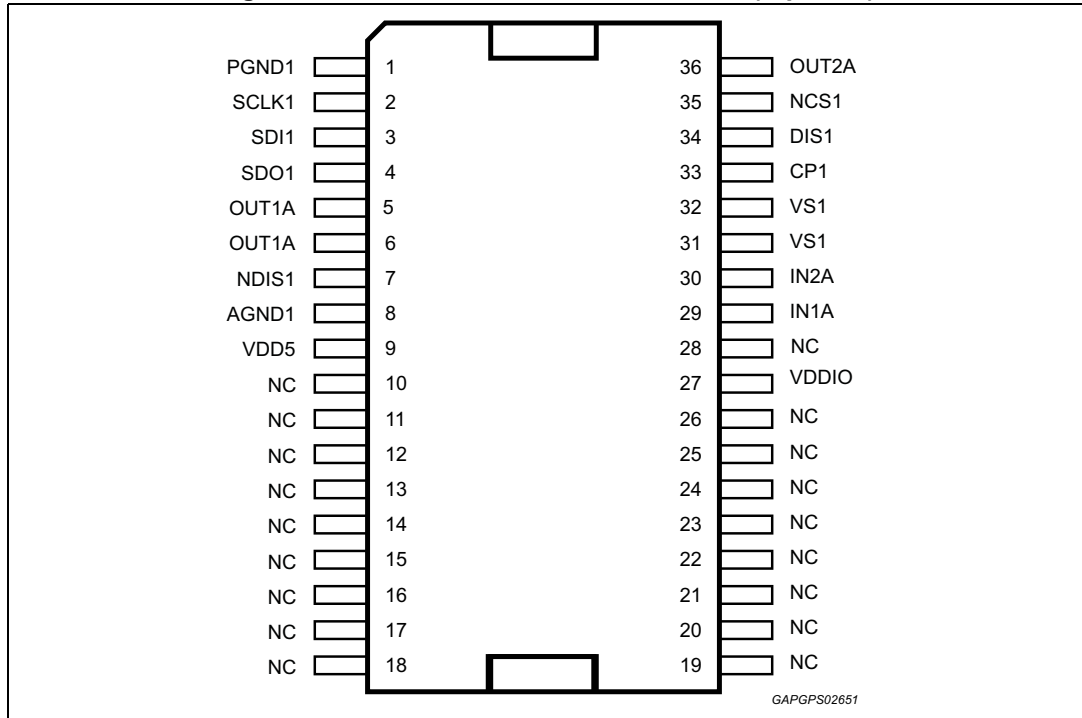 PGND1 1 36 OUT2A
SCLK1 2 35 NCS1
SDI1 3 34 DIS1
SDO1 4 33 CP1
OUT1A 5 32 VS1
OUT1A 6 31 VS1
NDIS1 7 30 IN2A
AGND1 8 29 IN1A
VDD5 9 28 NC
NC 10 27 VDDIO
NC 11 26 NC
NC 12 25 NC
NC 13 24 NC
NC 14 23 NC
NC 15 22 NC
NC 16 21 NC
NC 17 20 NC
NC 18 19 NC
GAPGPS02651